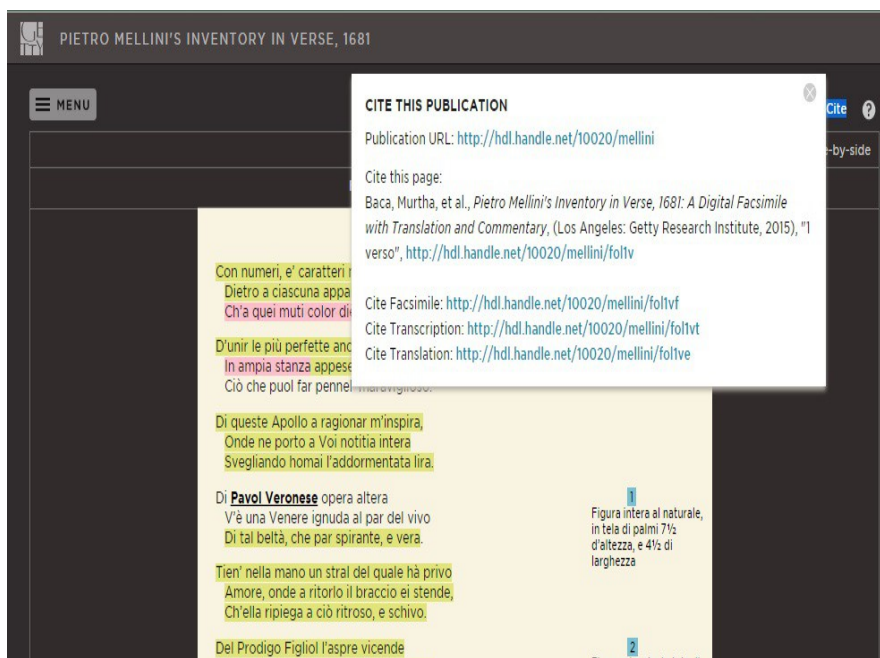 PIETRO MELLINI'S INVENTORY IN VERSE, 1681
MENU
Cite ?
e-by-side
CITE THIS PUBLICATION
Publication URL: http://hdl.handle.net/10020/mellini
Cite this page:
Baca, Murtha, et al., Pietro Mellini's Inventory in Verse, 1681: A Digital Facsimile
with Translation and Commentary, (Los Angeles: Getty Research Institute, 2015), "1
verso", http://hdl.handle.net/10020/mellini/fol1v
Cite Facsimile: http://hdl.handle.net/10020/mellini/fol1vf
Cite Transcription: http://hdl.handle.net/10020/mellini/fol1vt
Cite Translation: http://hdl.handle.net/10020/mellini/fol1ve
Con numeri, e' caratteri
Dietro a ciascuna appa
Ch'a quei muti color di
D'unir le più perfette anc
In ampia stanza appese
Ciò che puol far pennel maraviglioso.
Di queste Apollo a ragionar m'inspira,
Onde ne porto a Voi notitia intera
Svegliando homai l'addormentata lira.
Di Pavol Veronese opera altera
V'è una Venere ignuda al par del vivo
Di tal beltà, che par spirante, e vera.
1
Figura intera al naturale,
in tela di palmi 7½
d'altezza, e 4½ di
larghezza
Tien' nella mano un stral del quale hà privo
Amore, onde a ritorlo il braccio ei stende,
Ch'ella ripiega a ciò ritroso, e schivo.
Del Prodigo Figliol l'aspre vicende
2